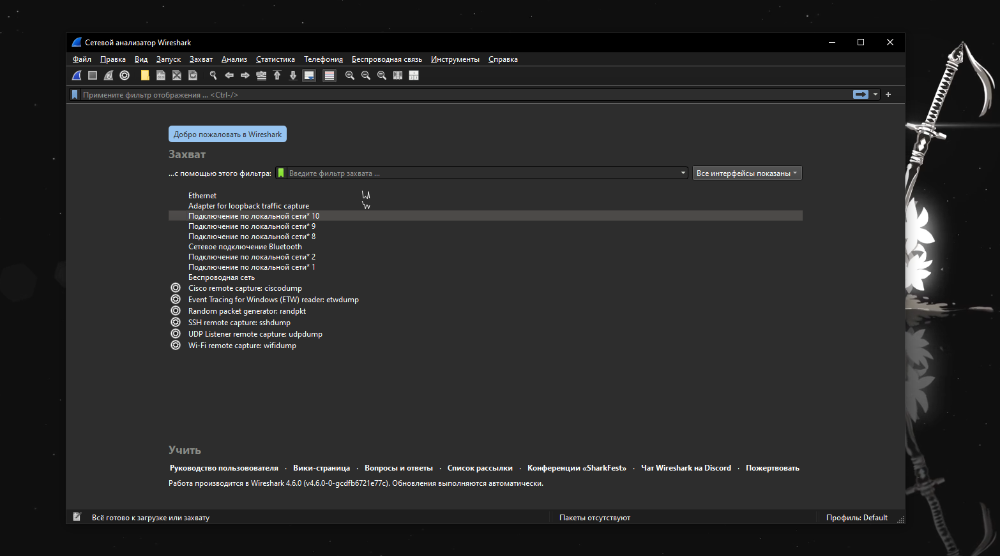 Сетевой анализатор Wireshark
Файл Правка Вид Запуск Захват Анализ Статистика Телефония Беспроводная связь Инструменты Справка
Примените фильтр отображения ... <Ctrl-/>
Добро пожаловать в Wireshark
Захват
...с помощью этого фильтра: Введите фильтр захвата ... Все интерфейсы показаны
Ethernet
Adapter for loopback traffic capture
Подключение по локальной сети* 10
Подключение по локальной сети* 9
Подключение по локальной сети* 8
Сетевое подключение Bluetooth
Подключение по локальной сети* 2
Подключение по локальной сети* 1
Беспроводная сеть
Cisco remote capture: ciscodump
Event Tracing for Windows (ETW) reader: etwdump
Random packet generator: randpkt
SSH remote capture: sshdump
UDP Listener remote capture: udpdump
Wi-Fi remote capture: wifidump
Учить
Руководство пользовователя · Вики-страница · Вопросы и ответы · Список рассылки · Конференции «SharkFest» · Чат Wireshark на Discord · Пожертвовать
Работа производится в Wireshark 4.6.0 (v4.6.0-0-gcdfb6721e77c). Обновления выполняются автоматически.
Всё готово к загрузке или захвату Пакеты отсутствуют Профиль: Default